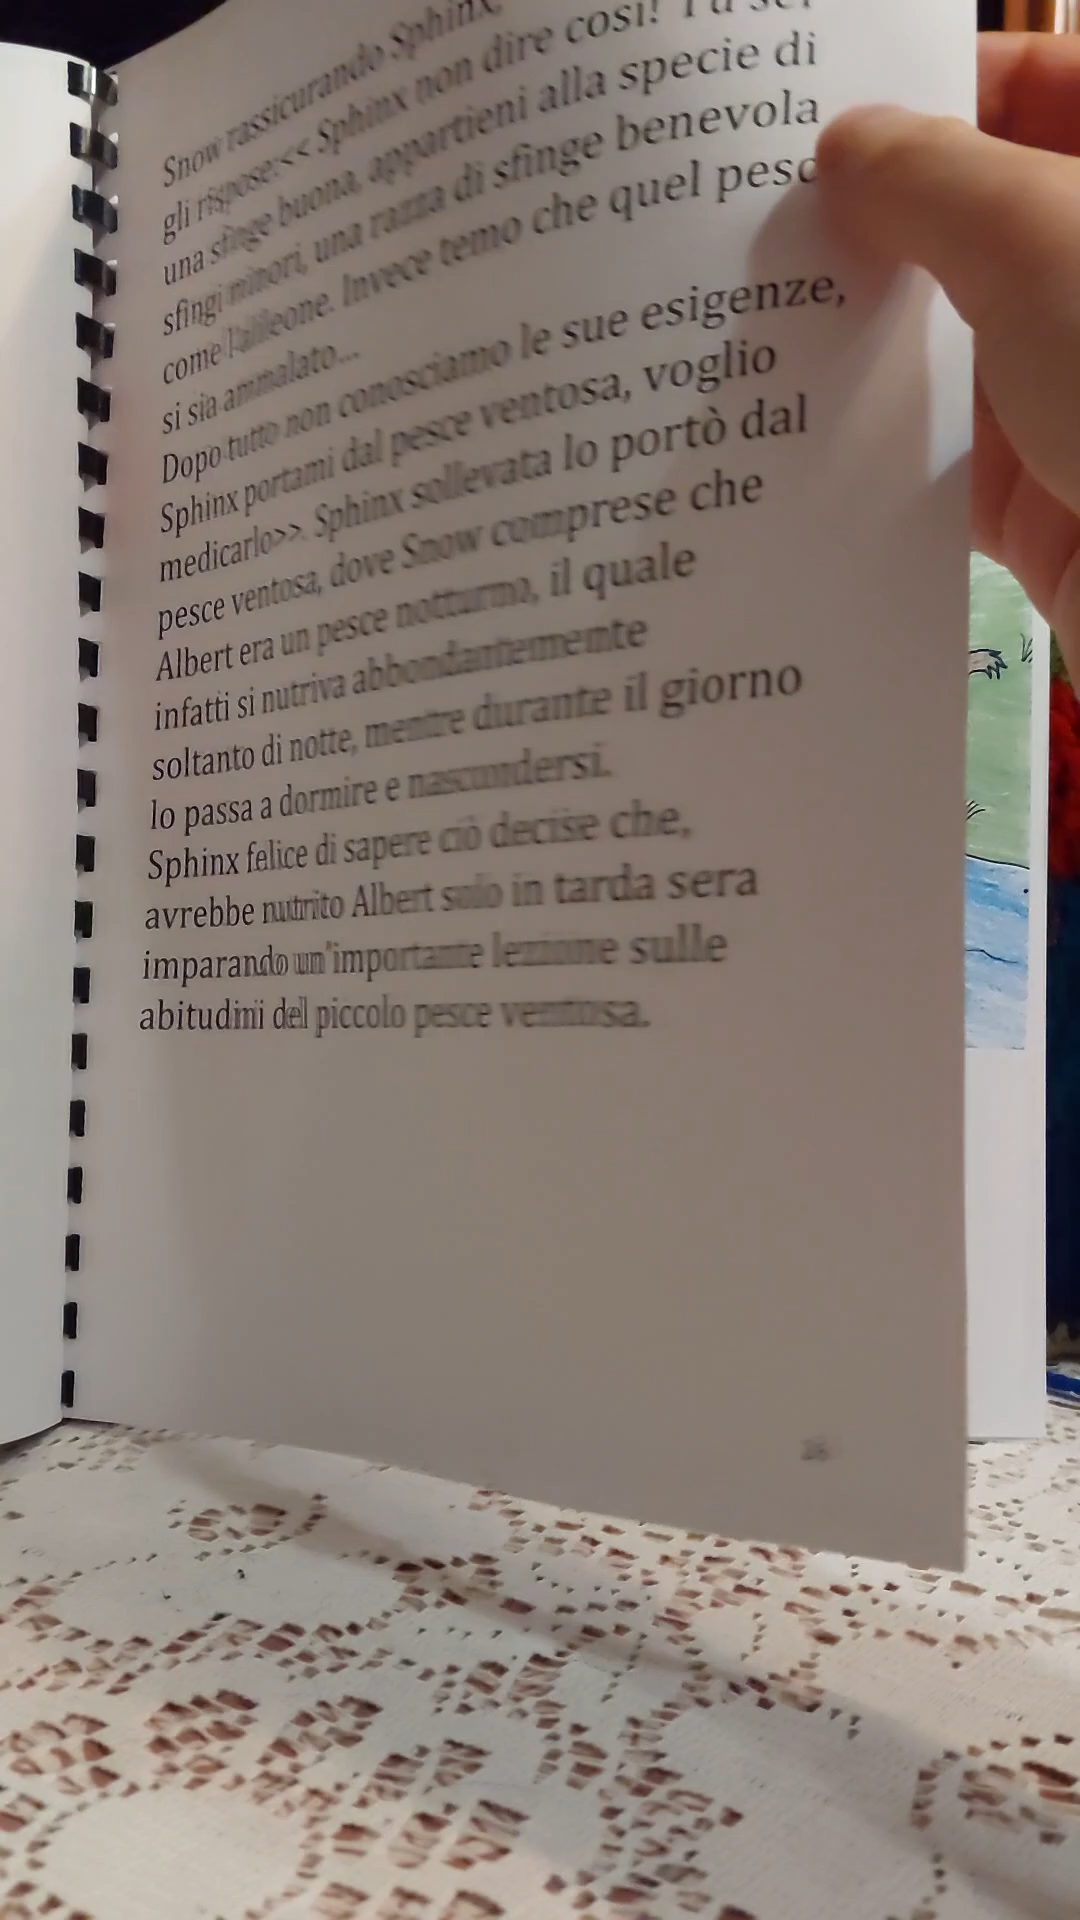 Snow rassicurando Sphinx,
gli rispose:<< Sphinx non dire così! Tu sei
una sfinge buona, appartieni alla specie di
sfingi minori, una razza di sfinge benevola
come l'alileone. Invece temo che quel pesc
si sia ammalato...
Dopo tutto non conosciamo le sue esigenze,
Sphinx portami dal pesce ventosa, voglio
medicarlo>>. Sphinx sollevata lo portò dal
pesce ventosa, dove Snow comprese che
Albert era un pesce notturno, il quale
infatti si nutriva abbondantemente
soltanto di notte, mentre durante il giorno
lo passa a dormire e nascondersi.
Sphinx felice di sapere ciò decise che,
avrebbe nutrito Albert solo in tarda sera
imparando un'importante lezione sulle
abitudini del piccolo pesce ventosa.